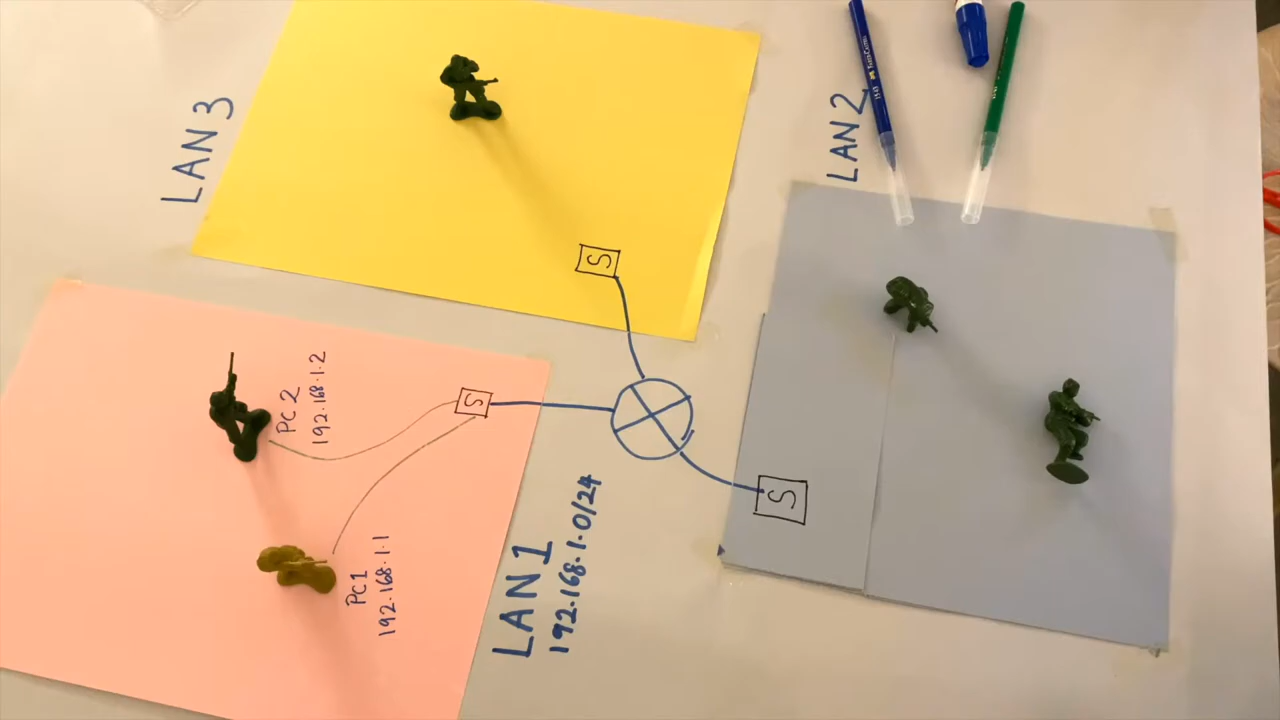 LAN 3
LAN 2
S
PC 2
192.168.1.2
S
S
PC1
192.168.1.1
LAN 1
192.168.1.0/24